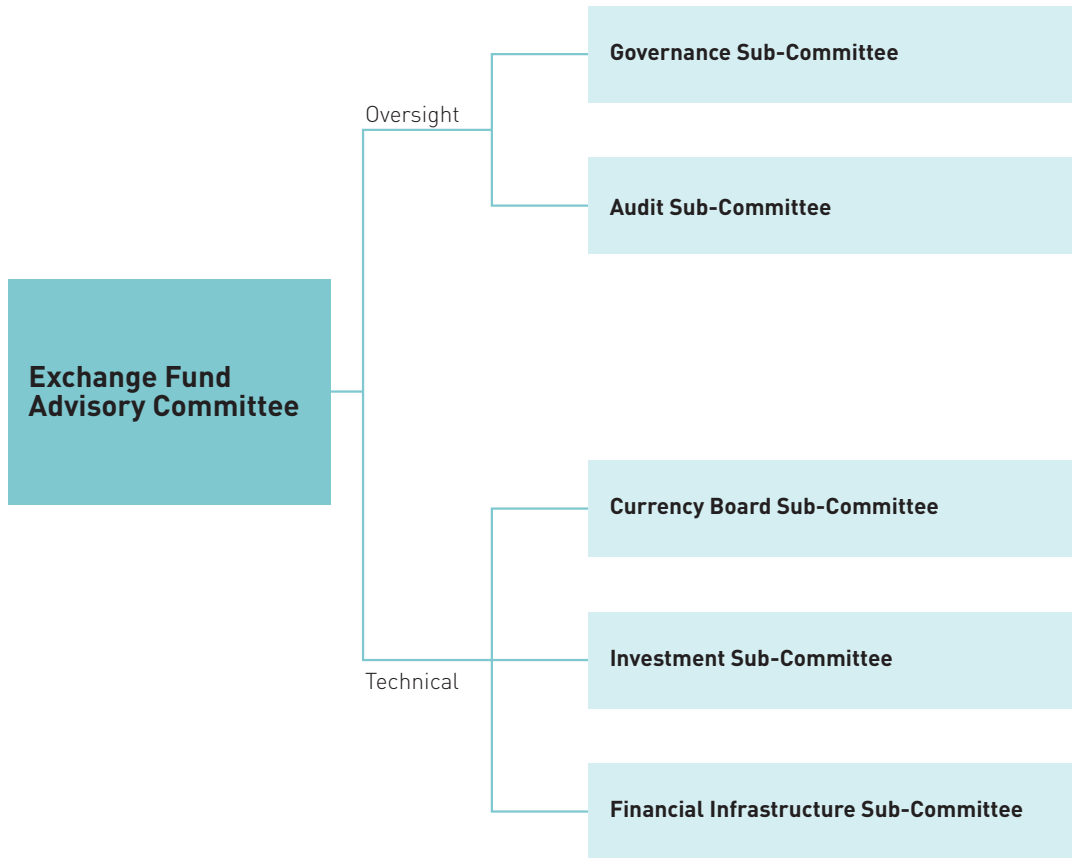 Governance Sub-Committee
Oversight
Audit Sub-Committee
Exchange Fund
Advisory Committee
Currency Board Sub-Committee
Investment Sub-Committee
Technical
Financial Infrastructure Sub-Committee